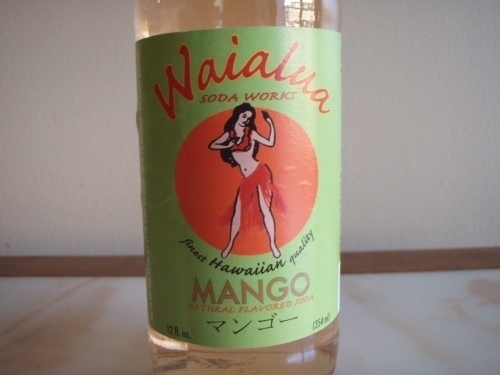 Waialua
SODA WORKS
finest Hawaiian quality
MANGO
NATURAL FLAVORED SODA
マンゴー
12 fl. oz.
(354 ml)